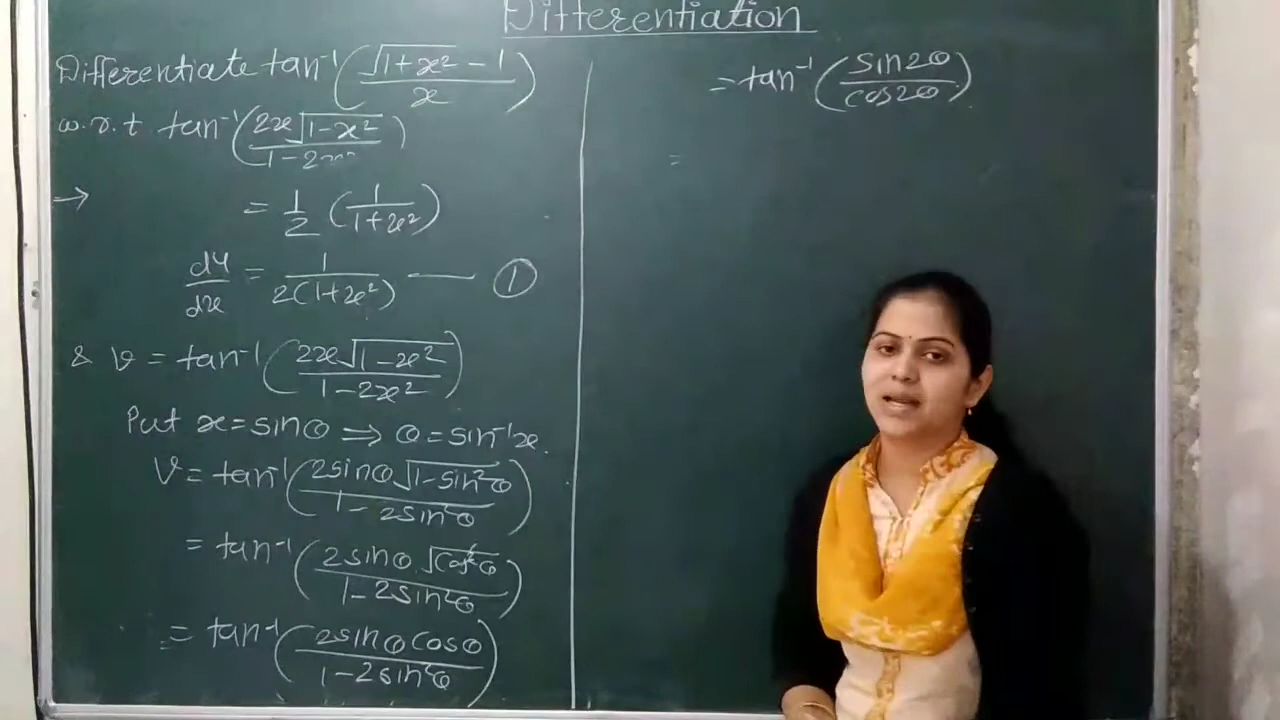 Differentiation
Differentiate tan⁻¹(√(1+x²) - 1 / x)
w.r.t tan⁻¹(2x√(1-x²) / 1-2x²)
→ = 1/2 (1/(1+x²))
du/dx = 1/(2(1+x²)) —— ①
& v = tan⁻¹(2x√(1-x²) / 1-2x²)
Put x = sinθ ⇒ θ = sin⁻¹x.
v = tan⁻¹(2sinθ√(1-sin²θ) / 1-2sin²θ)
= tan⁻¹(2sinθ.√(cos²θ) / 1-2sin²θ)
= tan⁻¹(2sinθ cosθ / 1-2sin²θ)
= tan⁻¹(sin2θ / cos2θ)
=